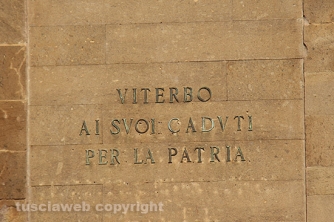 VITERBO
AI SVOI CADVTI
PER LA PATRIA
tusciaweb copyright